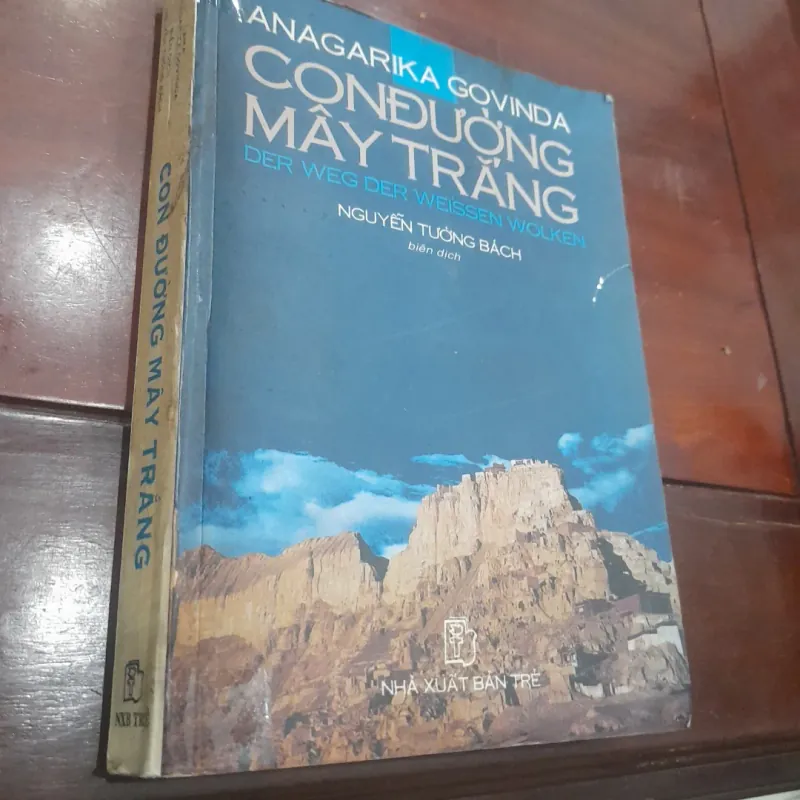 ANAGARIKA GOVINDA
CON ĐƯỜNG
MÂY TRẮNG
DER WEG DER WEISSEN WOLKEN
NGUYỄN TƯỜNG BÁCH
biên dịch
NHÀ XUẤT BẢN TRẺ
CON ĐƯỜNG MÂY TRẮNG
NXB TRẺ